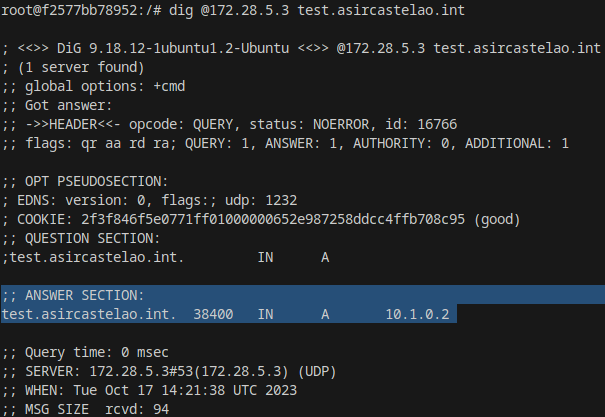 root@f2577bb78952:/# dig @172.28.5.3 test.asircastelao.int
; <<>> DiG 9.18.12-1ubuntu1.2-Ubuntu <<>> @172.28.5.3 test.asircastelao.int
; (1 server found)
;; global options: +cmd
;; Got answer:
;; ->>HEADER<<- opcode: QUERY, status: NOERROR, id: 16766
;; flags: qr aa rd ra; QUERY: 1, ANSWER: 1, AUTHORITY: 0, ADDITIONAL: 1
;; OPT PSEUDOSECTION:
; EDNS: version: 0, flags:; udp: 1232
; COOKIE: 2f3f846f5e0771ff01000000652e987258ddcc4ffb708c95 (good)
;; QUESTION SECTION:
;test.asircastelao.int. IN A
;; ANSWER SECTION:
test.asircastelao.int. 38400 IN A 10.1.0.2
;; Query time: 0 msec
;; SERVER: 172.28.5.3#53(172.28.5.3) (UDP)
;; WHEN: Tue Oct 17 14:21:38 UTC 2023
;; MSG SIZE rcvd: 94